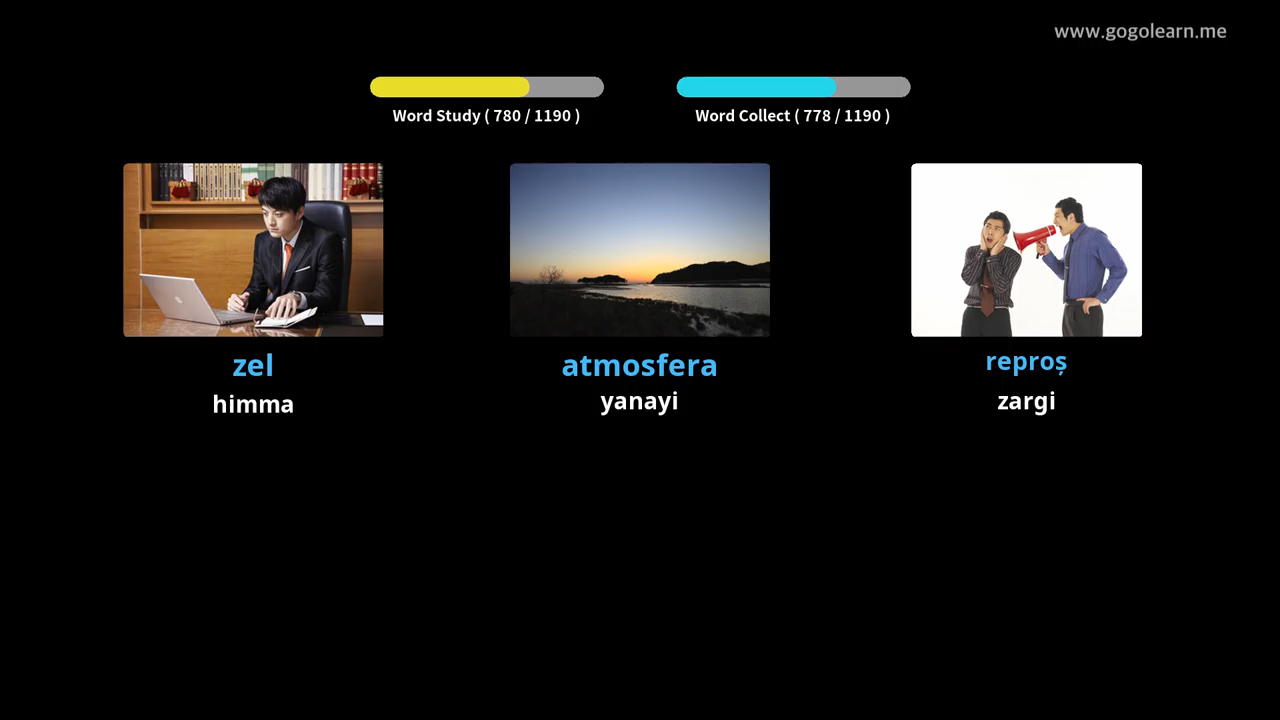 www.gogolearn.me
Word Study ( 780 / 1190 )
Word Collect ( 778 / 1190 )
zel
himma
atmosfera
yanayi
reproș
zargi